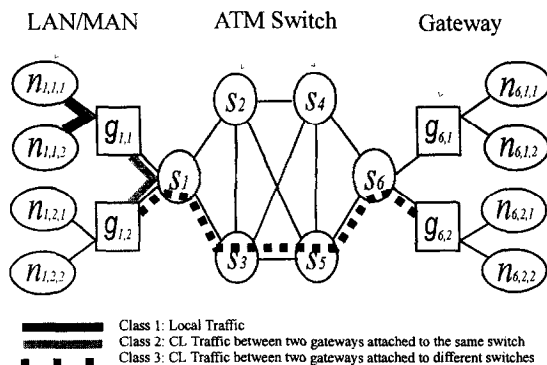 LAN/MAN ATM Switch Gateway
n1,1,1 s2 s4 n6,1,1
g1,1 g6,1
n1,1,2 n6,1,2
s1 s6
n1,2,1 n6,2,1
g1,2 g6,2
n1,2,2 s3 s5 n6,2,2
Class 1: Local Traffic
Class 2: CL Traffic between two gateways attached to the same switch
Class 3: CL Traffic between two gateways attached to different switches